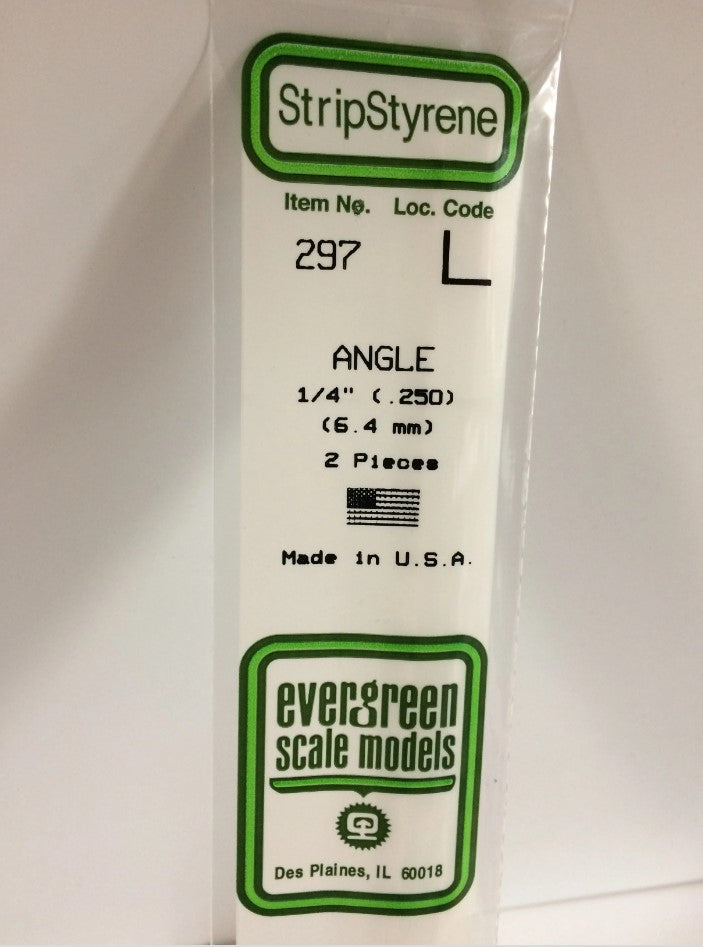 StripStyrene
Item No. Loc. Code
297
ANGLE
1/4" (.250)
(6.4 mm)
2 Pieces
Made in U.S.A.
evergreen
scale models
Des Plaines, IL 60018